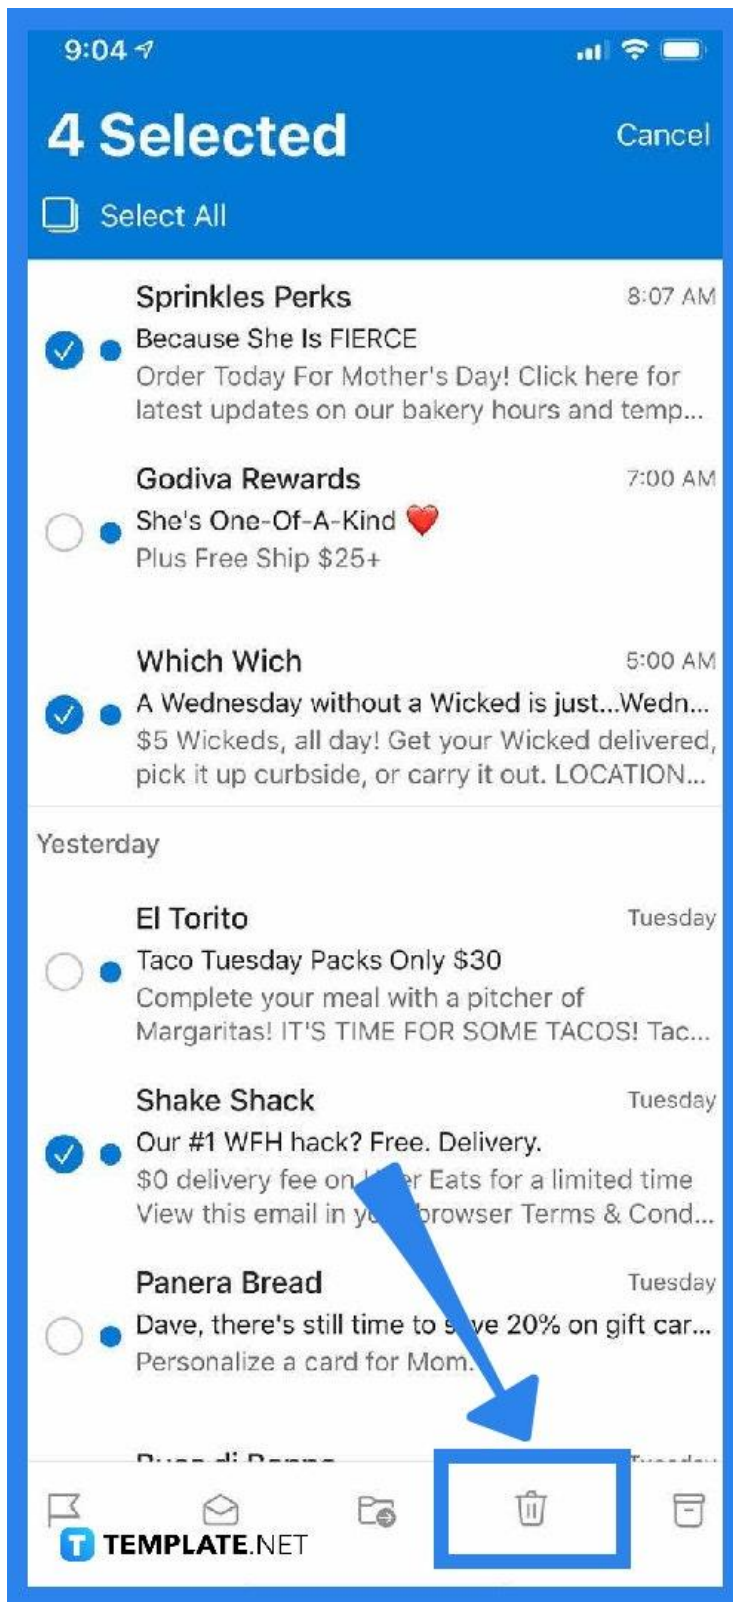 9:04
4 Selected
Cancel
Select All
Sprinkles Perks
8:07 AM
Because She Is FIERCE
Order Today For Mother's Day! Click here for
latest updates on our bakery hours and temp...
Godiva Rewards
7:00 AM
She's One-Of-A-Kind ❤️
Plus Free Ship $25+
Which Wich
5:00 AM
A Wednesday without a Wicked is just...Wedn...
$5 Wickeds, all day! Get your Wicked delivered,
pick it up curbside, or carry it out. LOCATION...
Yesterday
El Torito
Tuesday
Taco Tuesday Packs Only $30
Complete your meal with a pitcher of
Margaritas! IT'S TIME FOR SOME TACOS! Tac...
Shake Shack
Tuesday
Our #1 WFH hack? Free. Delivery.
$0 delivery fee on Eats for a limited time
View this email in browser Terms & Cond...
Panera Bread
Tuesday
Dave, there's still time to save 20% on gift car...
Personalize a card for Mom.
Tuesday
T TEMPLATE.NET